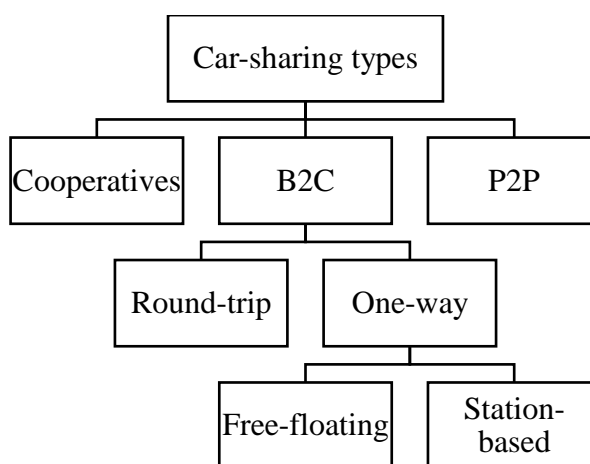 Car-sharing types
Cooperatives
B2C
P2P
Round-trip
One-way
Free-floating
Station-
based